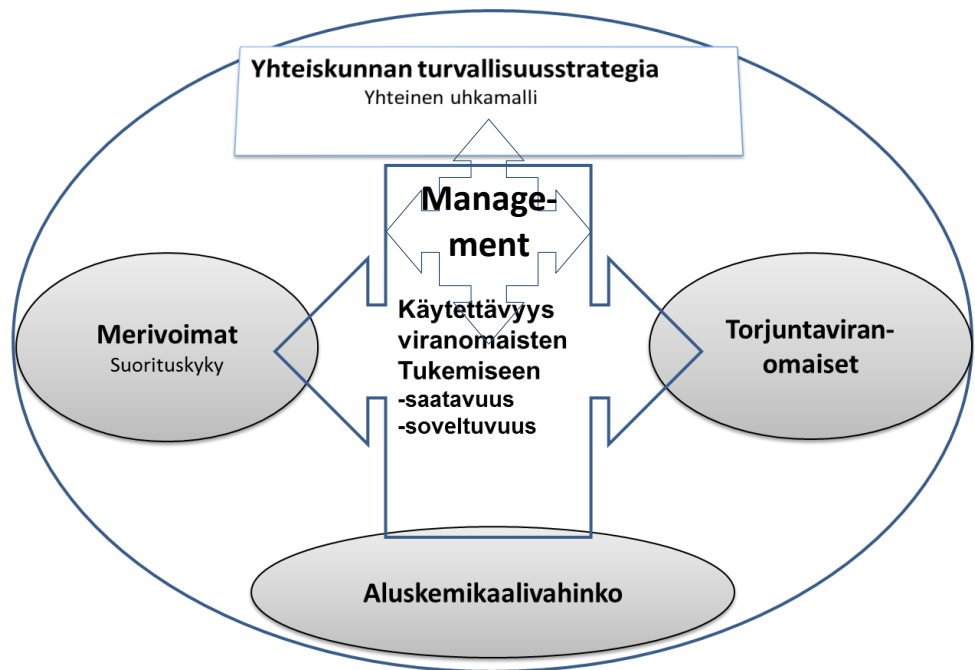 Yhteiskunnan turvallisuusstrategia
Yhteinen uhkamalli
Manage-
ment
Merivoimat
Suorituskyky
Käytettävyys
viranomaisten
Tukemiseen
-saatavuus
-soveltuvuus
Torjuntaviran-
omaiset
Aluskemikaalivahinko